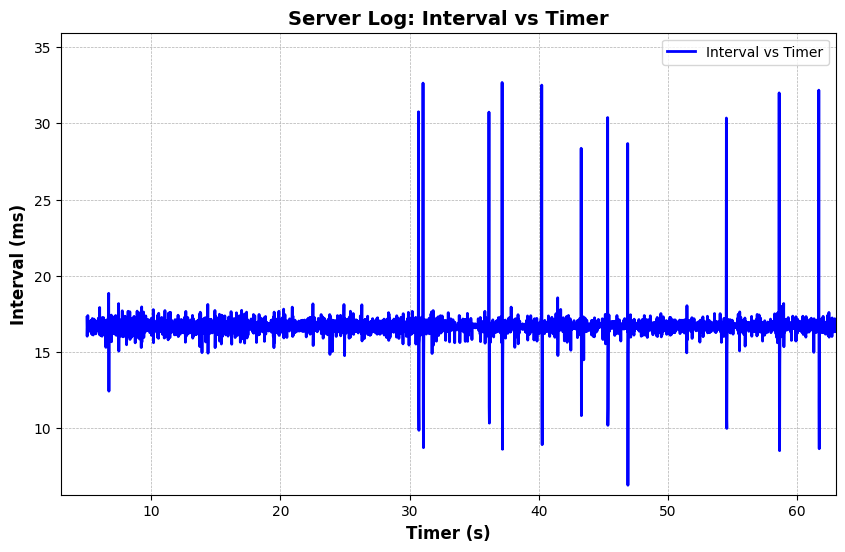 Server Log: Interval vs Timer
Interval vs Timer
35
30
25
20
15
10
Interval (ms)
10 20 30 40 50 60
Timer (s)